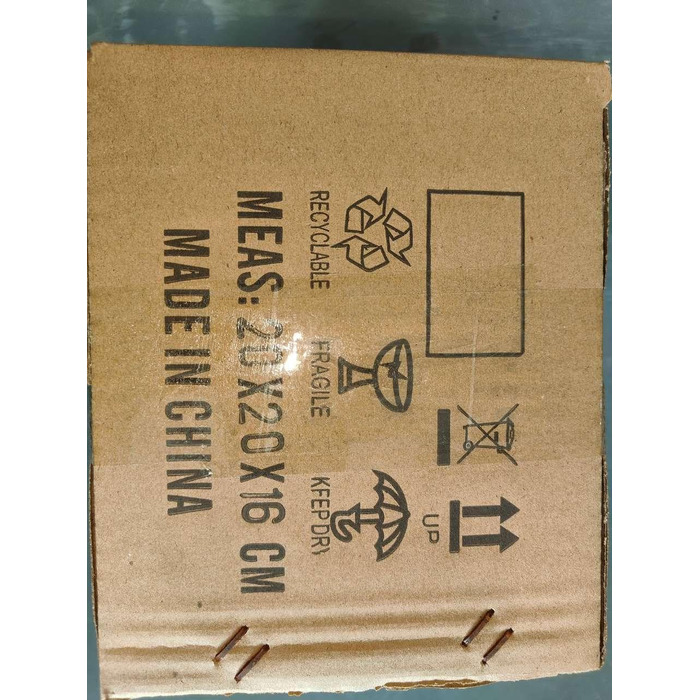 UP
RECYCLABLE FRAGILE KEEP DRY
MEAS: 20X20X16 CM
MADE IN CHINA